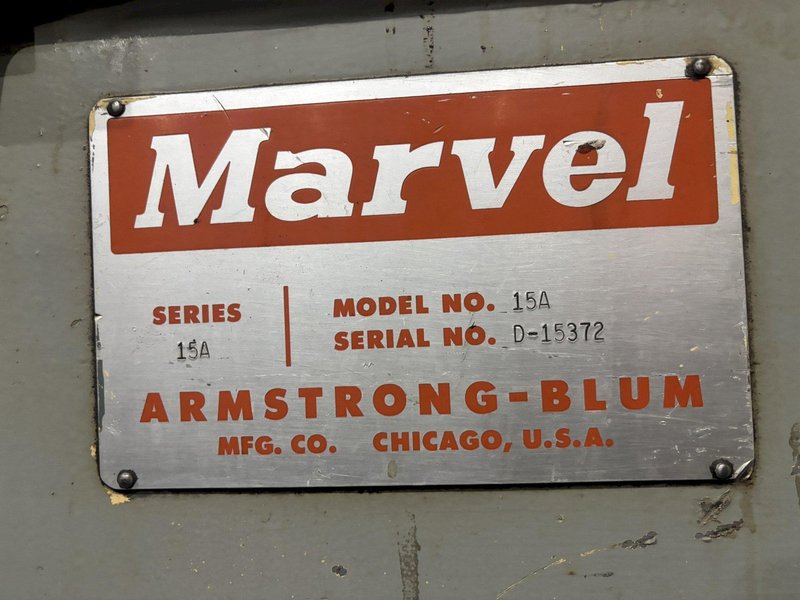 Marvel
SERIES
15A
MODEL NO. 15A
SERIAL NO. D-15372
ARMSTRONG-BLUM
MFG. CO. CHICAGO, U.S.A.